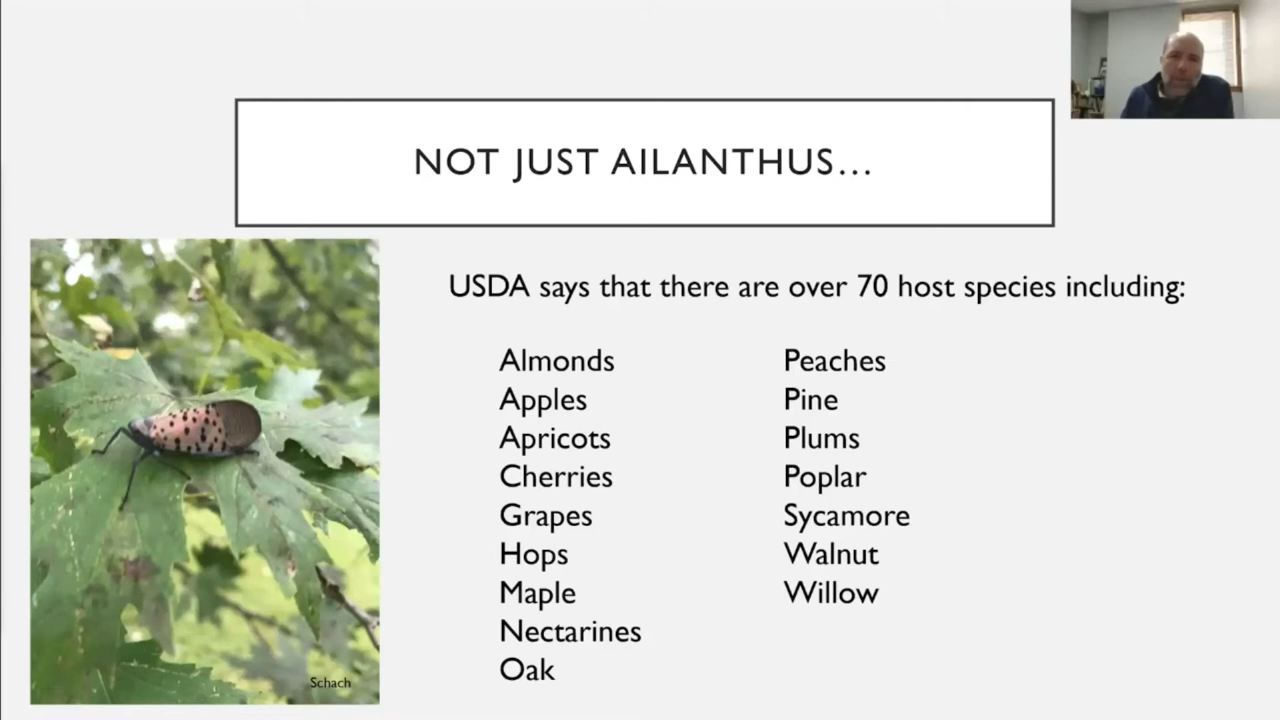 NOT JUST AILANTHUS...
USDA says that there are over 70 host species including:
Almonds
Apples
Apricots
Cherries
Grapes
Hops
Maple
Nectarines
Oak
Peaches
Pine
Plums
Poplar
Sycamore
Walnut
Willow
Schach